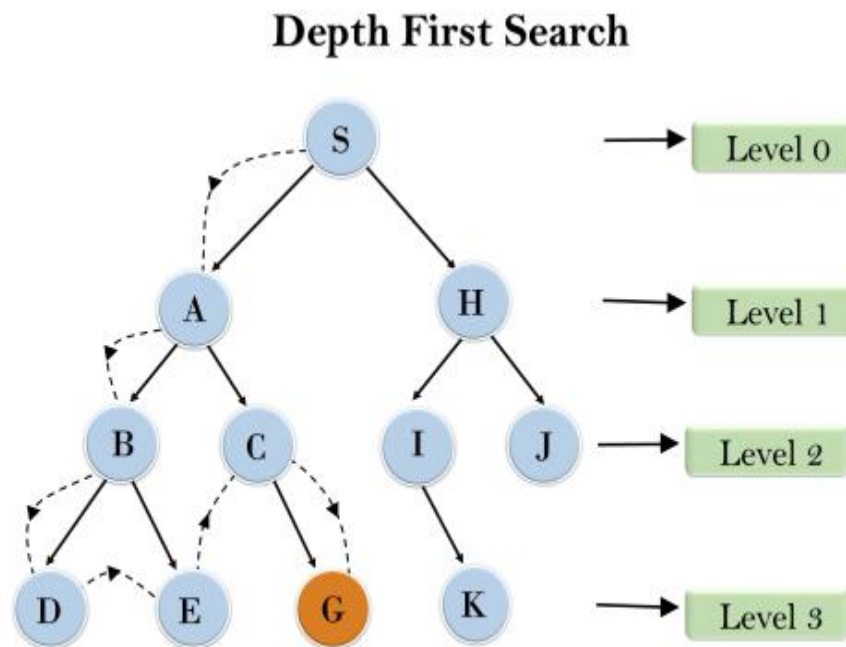 Depth First Search
S
Level 0
A
H
Level 1
B
C
I
J
Level 2
D
E
G
K
Level 3